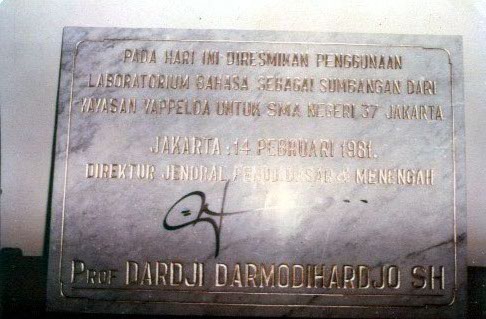 PADA HARI INI DIRESMIKAN PENGGUNAAN
LABORATORIUM BAHASA SEBAGAI SUMBANGAN DARI
YAYASAN YAPPELDA UNTUK SMA NEGERI 37 JAKARTA
JAKARTA, 14 PEBRUARI 1981.
DIREKTUR JENDRAL PENDIDIKAN DASAR & MENENGAH
PROF DARDJI DARMODIHARDJO SH